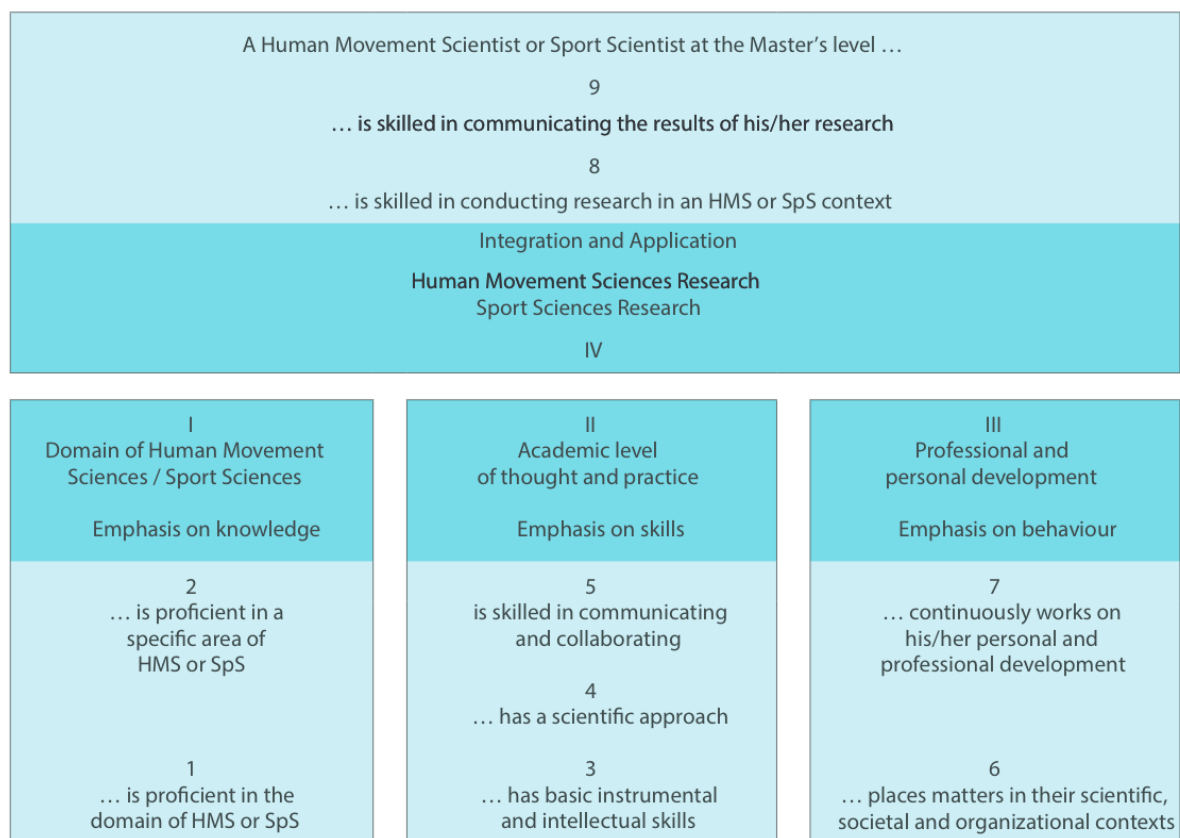 A Human Movement Scientist or Sport Scientist at the Master's level …
9
… is skilled in communicating the results of his/her research
8
… is skilled in conducting research in an HMS or SpS context
Integration and Application
Human Movement Sciences Research
Sport Sciences Research
IV
I
Domain of Human Movement
Sciences / Sport Sciences
Emphasis on knowledge
2
… is proficient in a
specific area of
HMS or SpS
1
… is proficient in the
domain of HMS or SpS
II
Academic level
of thought and practice
Emphasis on skills
5
is skilled in communicating
and collaborating
4
… has a scientific approach
3
… has basic instrumental
and intellectual skills
III
Professional and
personal development
Emphasis on behaviour
7
… continuously works on
his/her personal and
professional development
6
… places matters in their scientific,
societal and organizational contexts